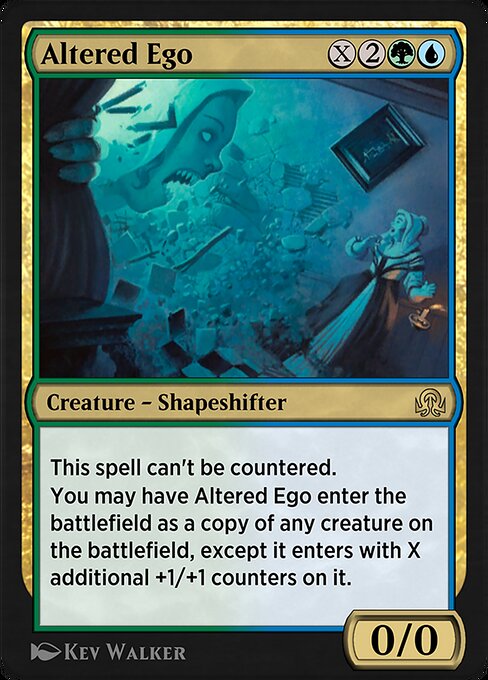 Altered Ego X2
Creature – Shapeshifter
This spell can't be countered.
You may have Altered Ego enter the
battlefield as a copy of any creature on
the battlefield, except it enters with X
additional +1/+1 counters on it.
0/0
Kev Walker